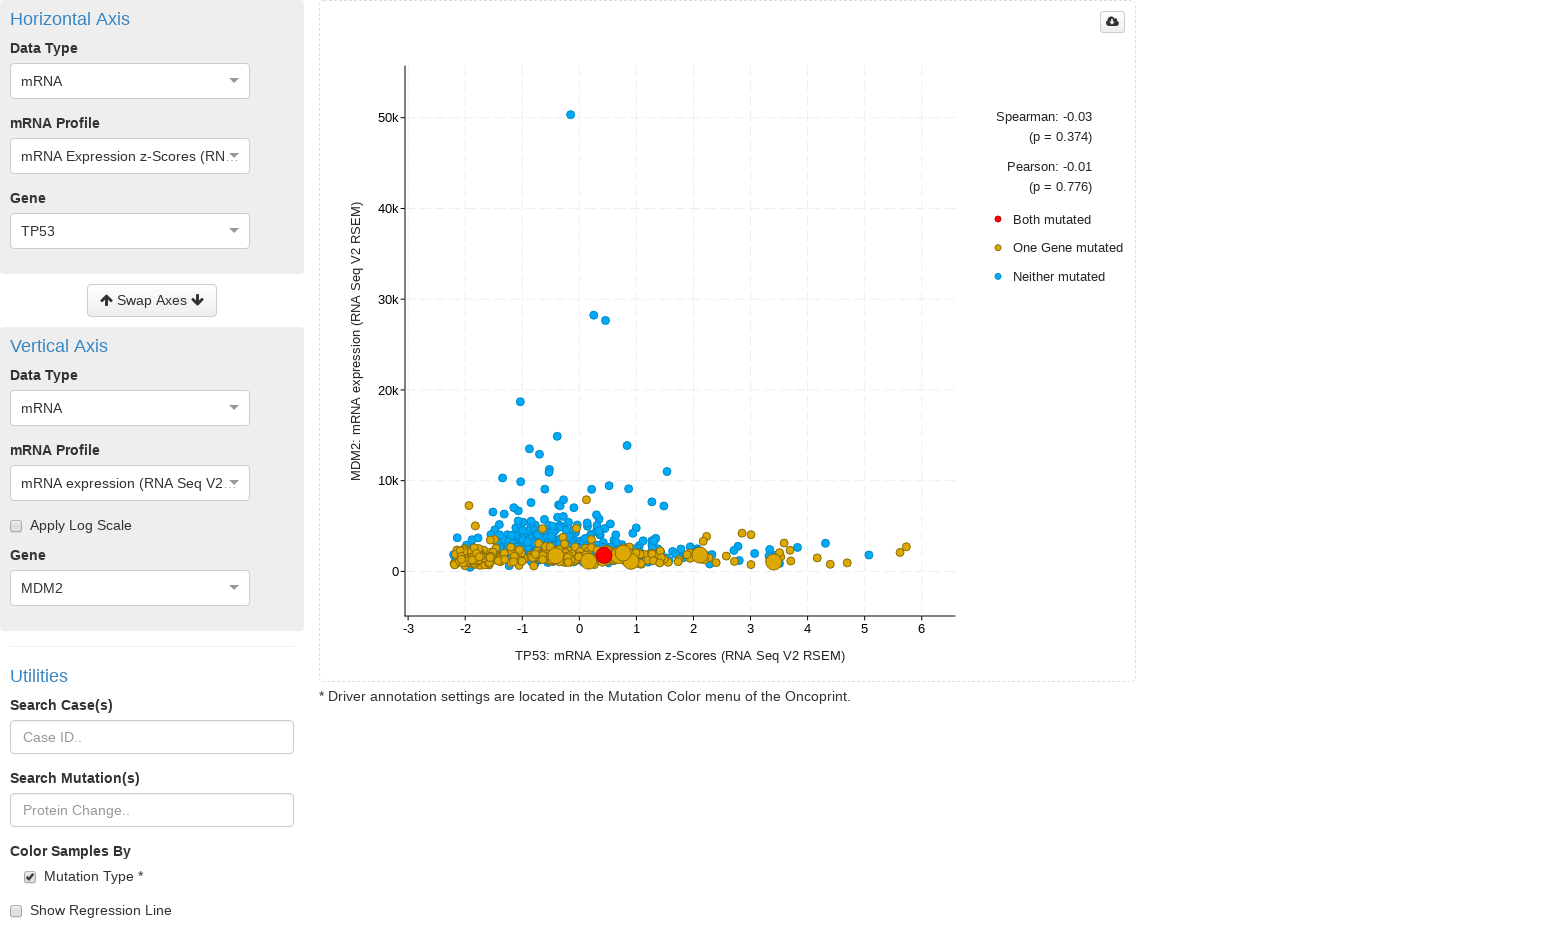 Horizontal Axis
Data Type
mRNA
mRNA Profile
mRNA Expression z-Scores (RN...
Gene
TP53
Swap Axes
Vertical Axis
Data Type
mRNA
mRNA Profile
mRNA expression (RNA Seq V2...
Apply Log Scale
Gene
MDM2
Utilities
Search Case(s)
Case ID..
Search Mutation(s)
Protein Change..
Color Samples By
Mutation Type *
Show Regression Line
MDM2: mRNA expression (RNA Seq V2 RSEM)
50k
40k
30k
20k
10k
0
-3 -2 -1 0 1 2 3 4 5 6
TP53: mRNA Expression z-Scores (RNA Seq V2 RSEM)
Spearman: -0.03
(p = 0.374)
Pearson: -0.01
(p = 0.776)
Both mutated
One Gene mutated
Neither mutated
* Driver annotation settings are located in the Mutation Color menu of the Oncoprint.